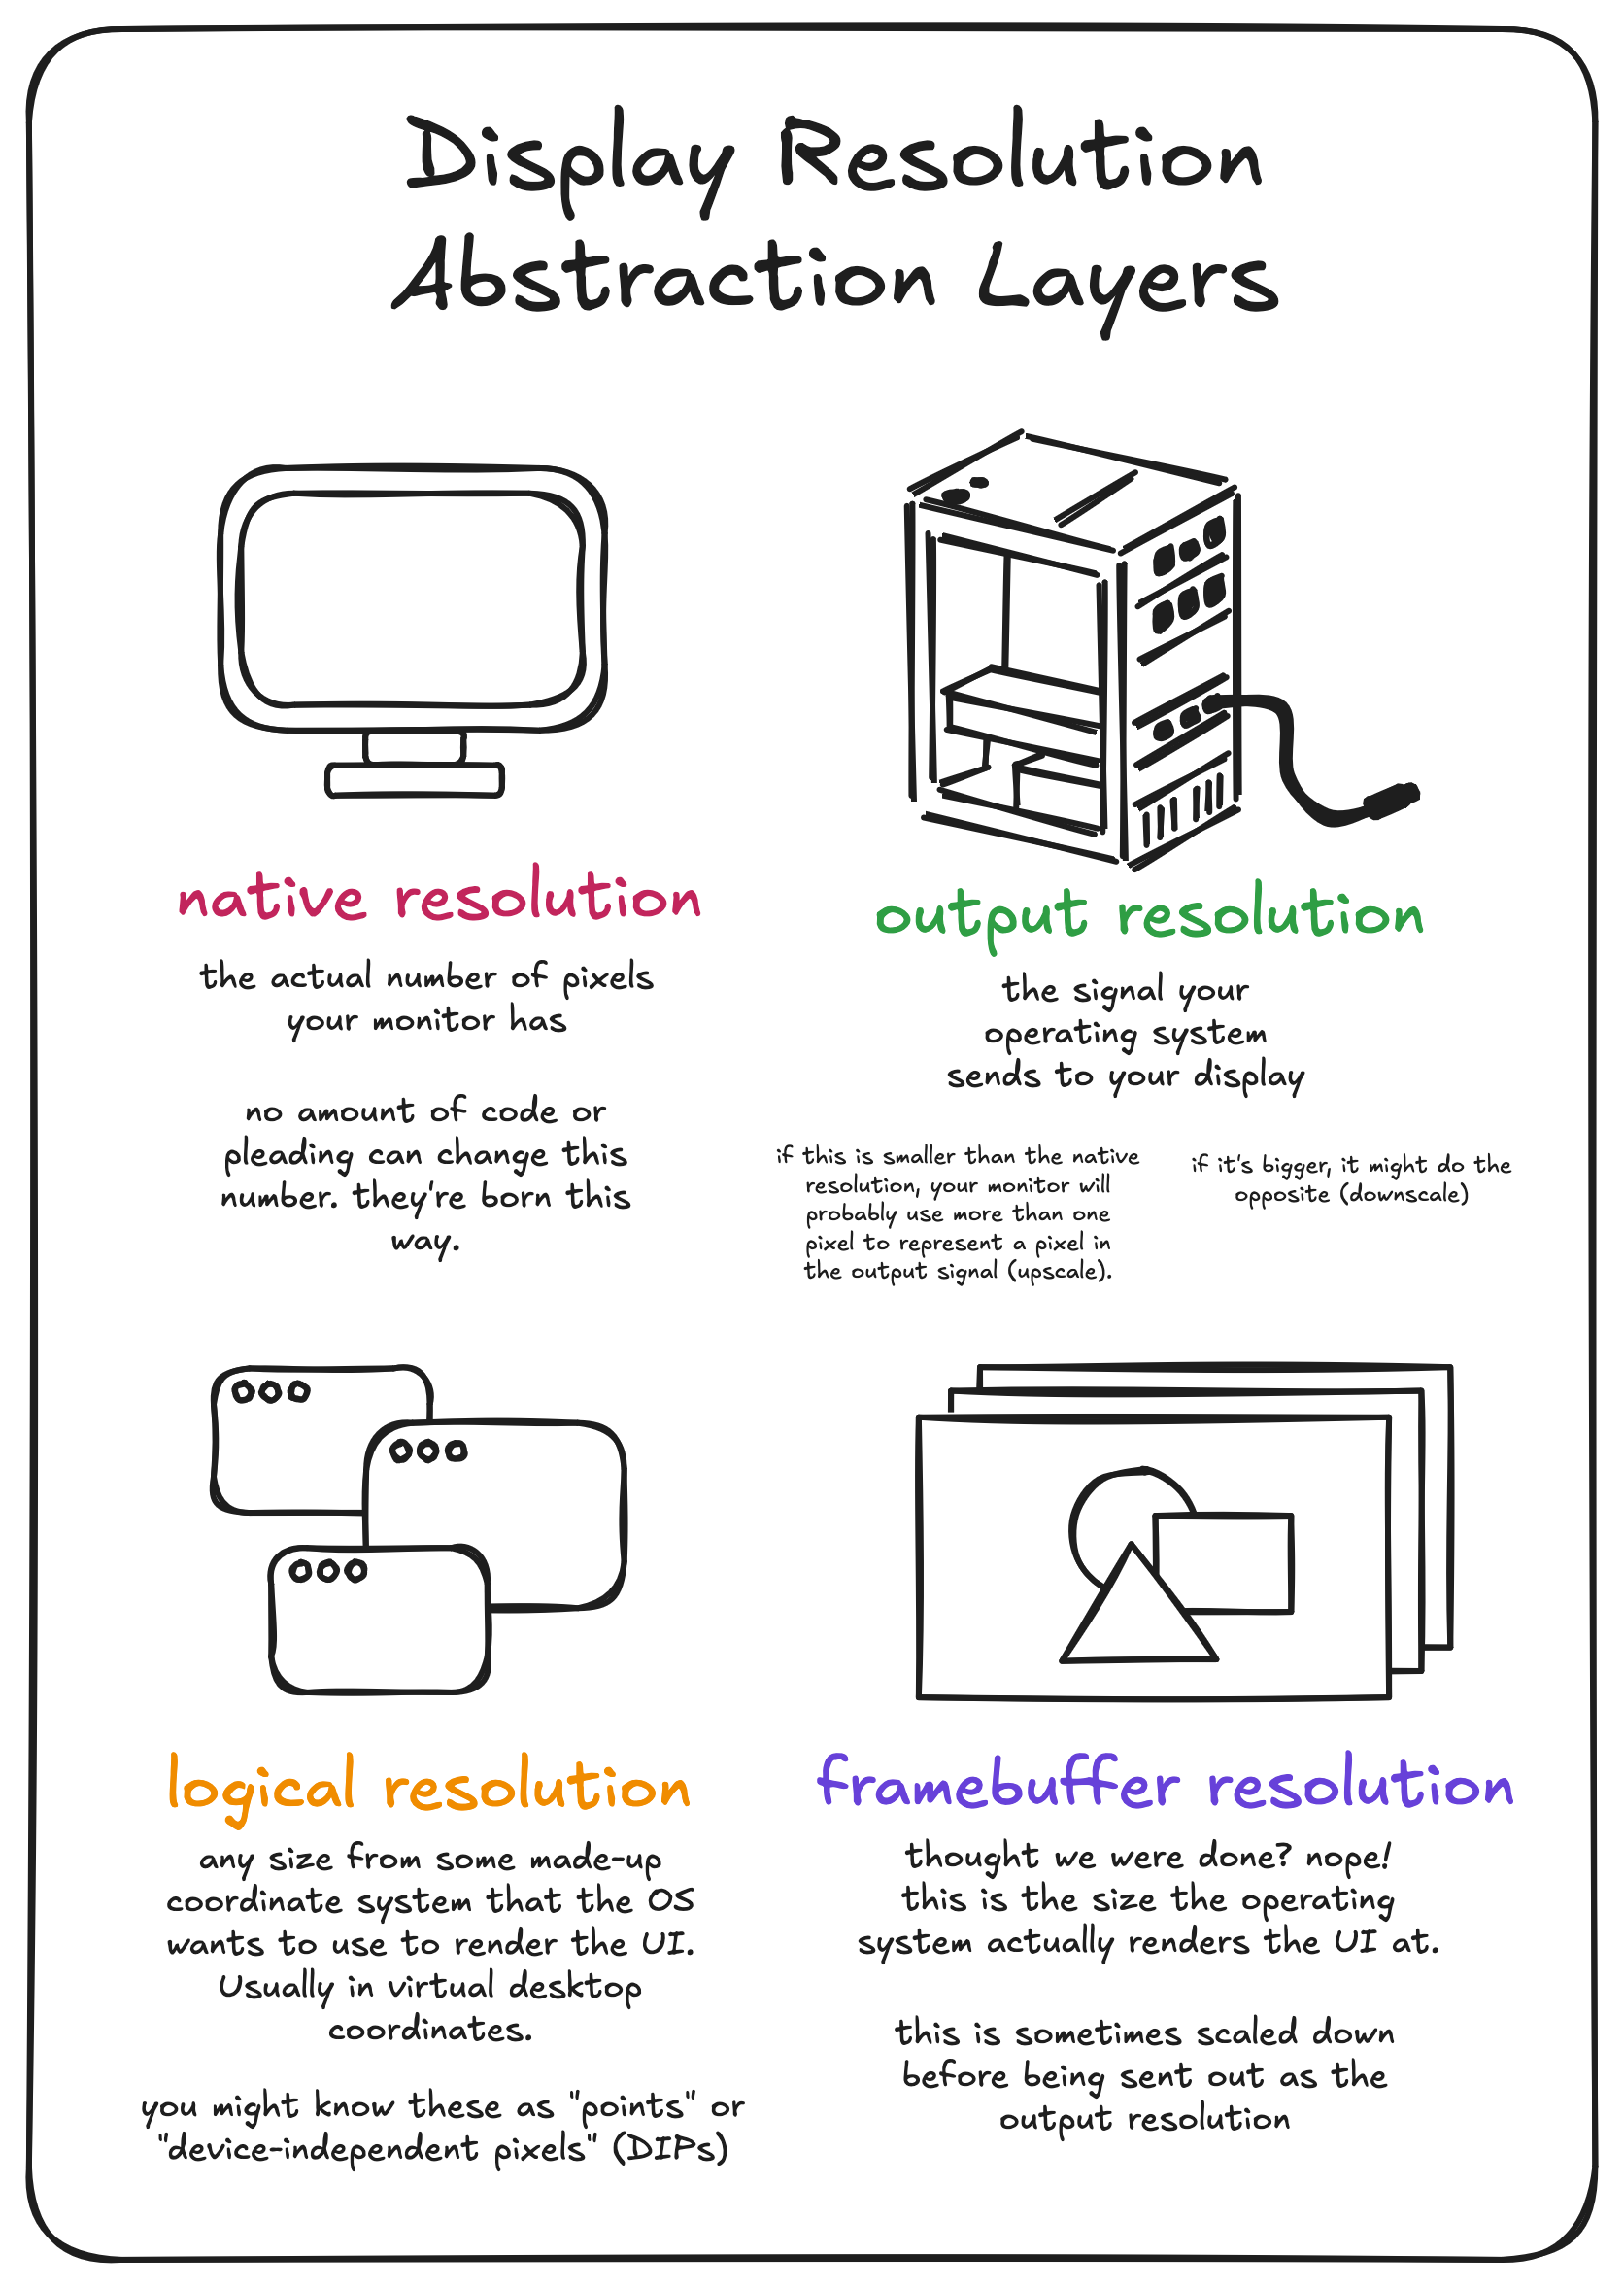 Display Resolution
Abstraction Layers
native resolution
the actual number of pixels
your monitor has
no amount of code or
pleading can change this
number. they're born this
way.
output resolution
the signal your
operating system
sends to your display
if this is smaller than the native
resolution, your monitor will
probably use more than one
pixel to represent a pixel in
the output signal (upscale).
if it's bigger, it might do the
opposite (downscale)
logical resolution
any size from some made-up
coordinate system that the OS
wants to use to render the UI.
Usually in virtual desktop
coordinates.
you might know these as "points" or
"device-independent pixels" (DIPs)
framebuffer resolution
thought we were done? nope!
this is the size the operating
system actually renders the UI at.
this is sometimes scaled down
before being sent out as the
output resolution